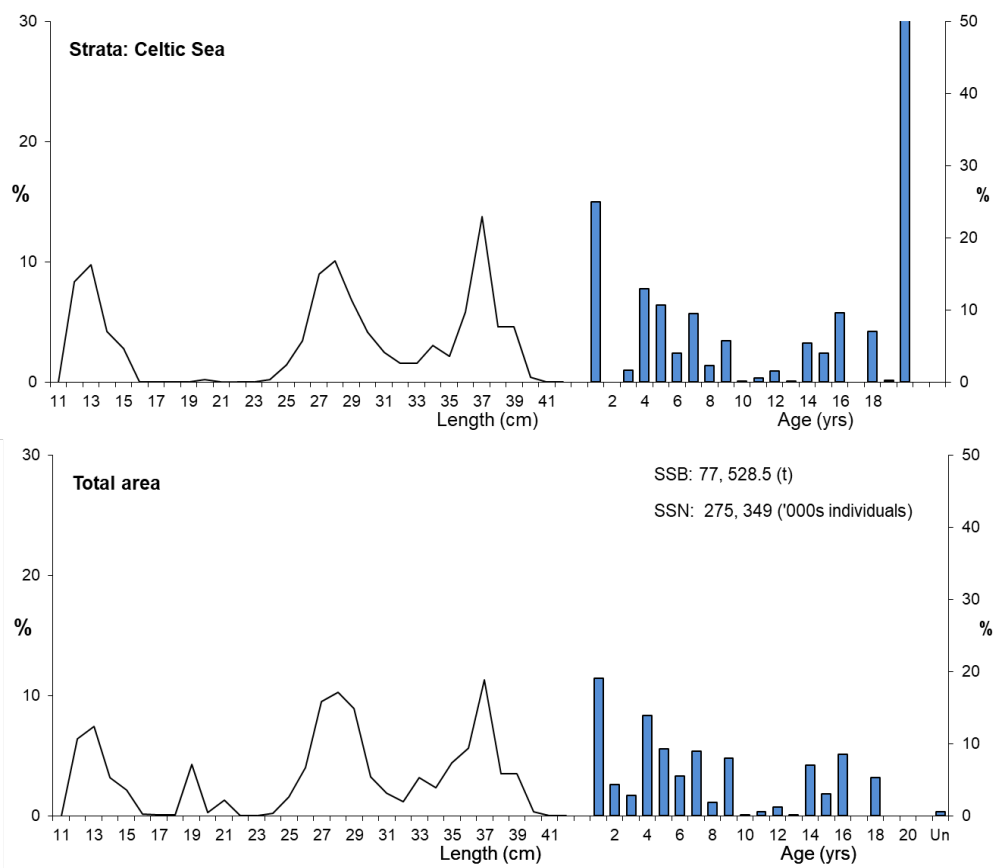 Strata: Celtic Sea
30
20
%
10
0
50
40
30
%
20
10
0
11 13 15 17 19 21 23 25 27 29 31 33 35 37 39 41
2 4 6 8 10 12 14 16 18
Length (cm)
Age (yrs)
Total area
SSB: 77, 528.5 (t)
SSN: 275, 349 ('000s individuals)
30
20
%
10
0
50
40
30
%
20
10
0
11 13 15 17 19 21 23 25 27 29 31 33 35 37 39 41
2 4 6 8 10 12 14 16 18 20 Un
Length (cm)
Age (yrs)